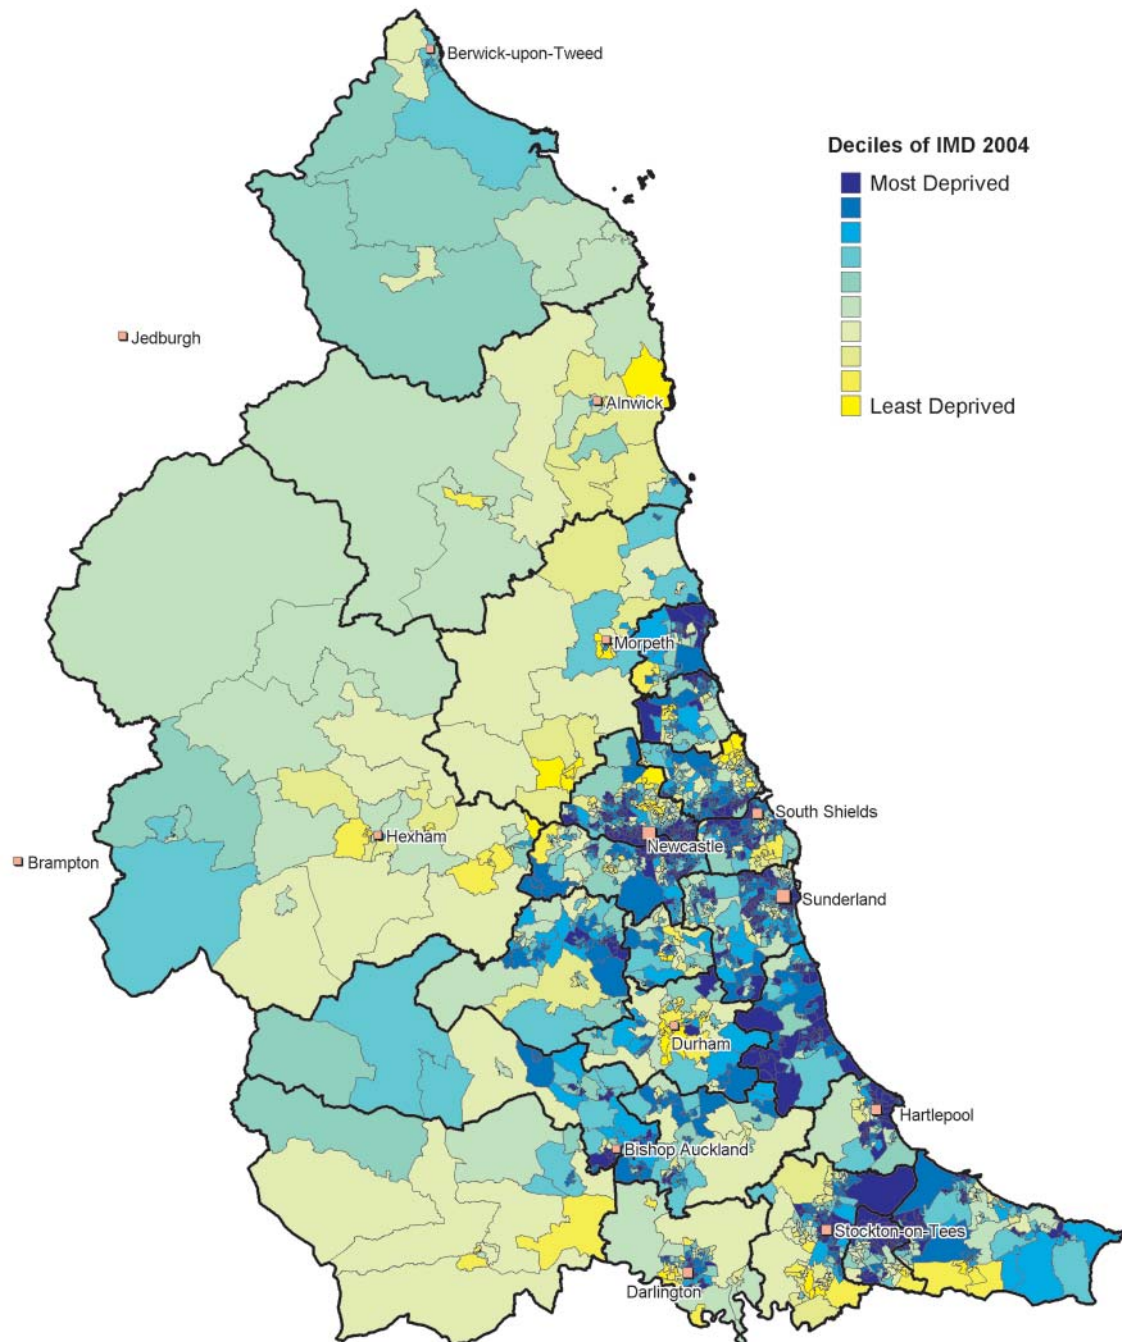 Berwick-upon-Tweed
Deciles of IMD 2004
Most Deprived
Least Deprived
Jedburgh
Alnwick
Morpeth
South Shields
Newcastle
Hexham
Brampton
Sunderland
Durham
Hartlepool
Bishop Auckland
Stockton-on-Tees
Darlington